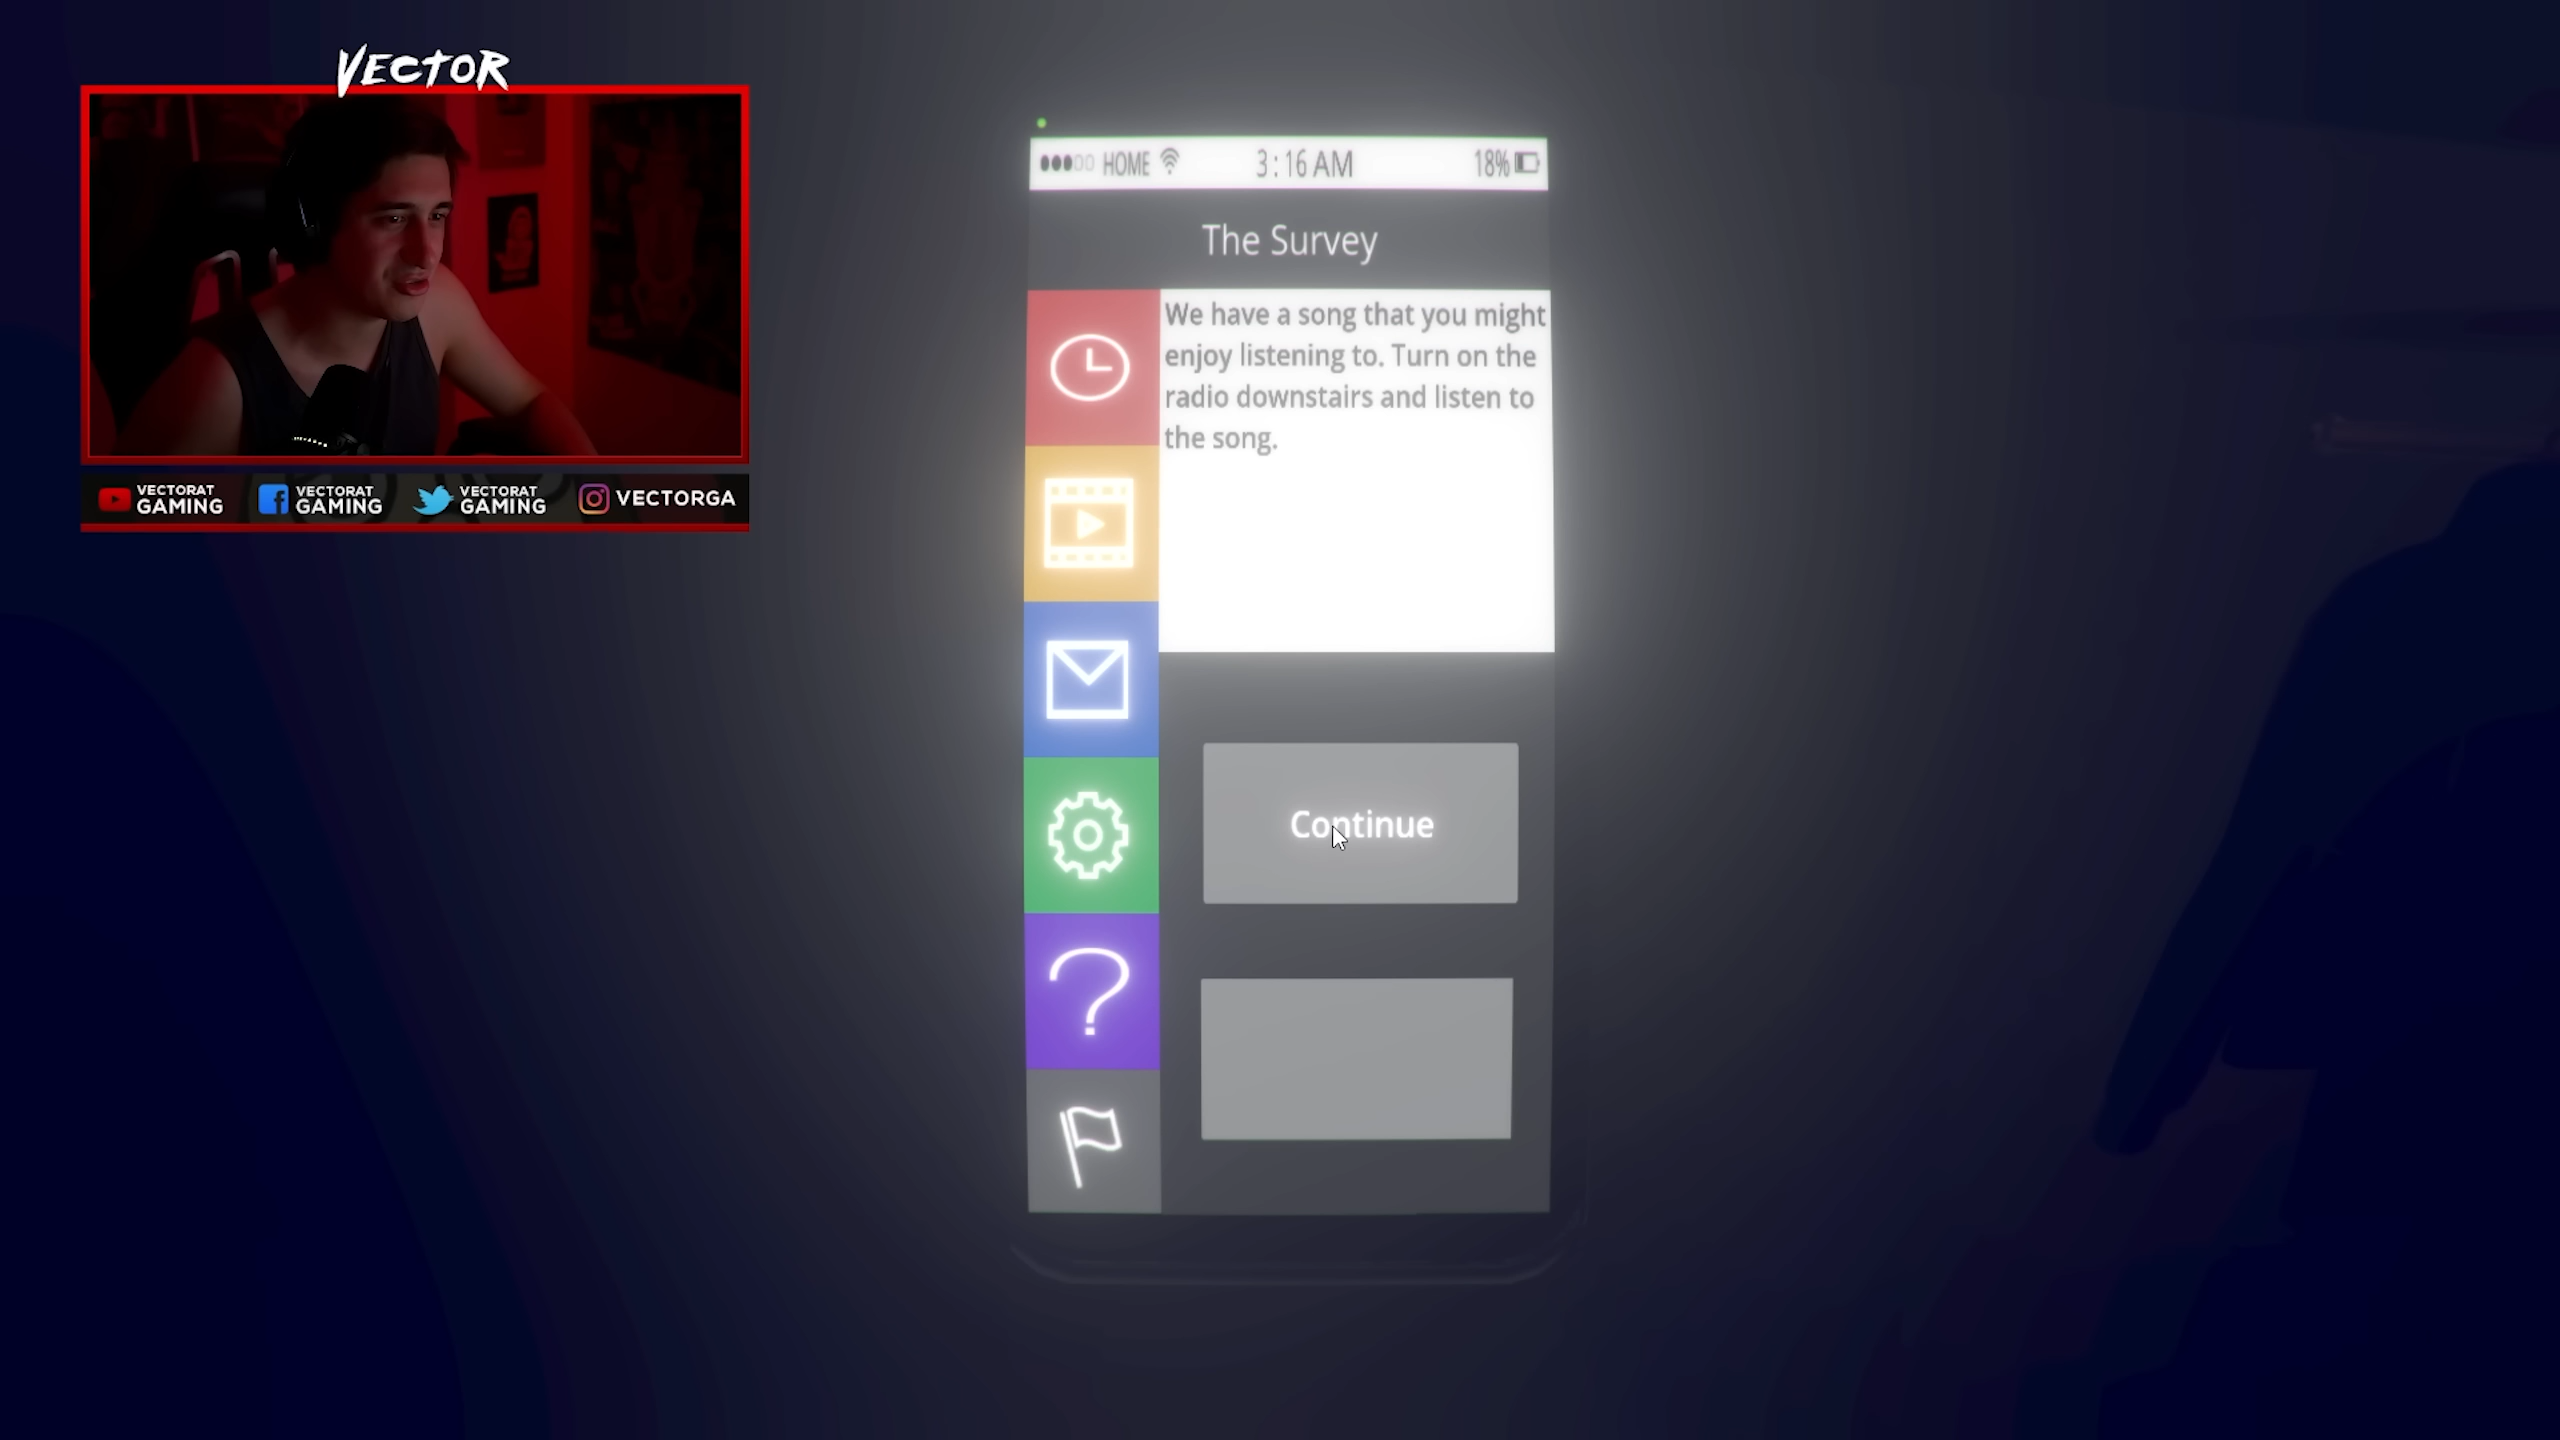 VECTOR
VECTORAT GAMING
VECTORAT GAMING
VECTORAT GAMING
VECTORGA
HOME
3:16 AM
18%
The Survey
We have a song that you might
enjoy listening to. Turn on the
radio downstairs and listen to
the song.
Continue